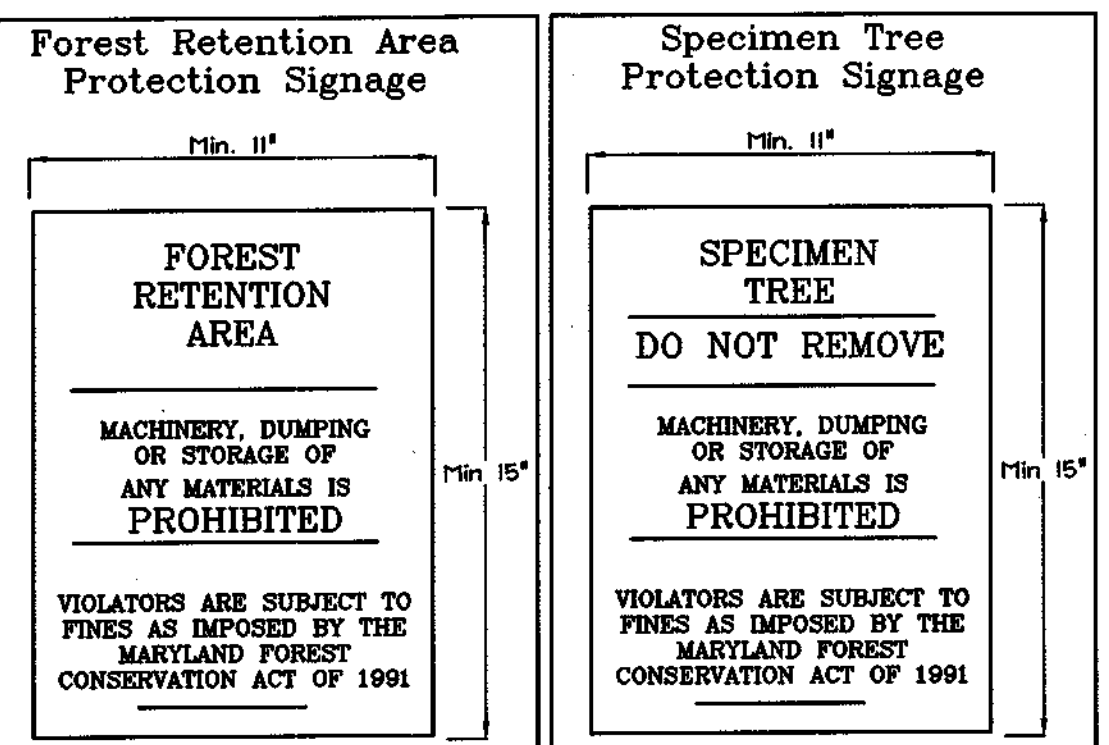 Forest Retention Area
Protection Signage
Min. 11"
FOREST
RETENTION
AREA
MACHINERY, DUMPING
OR STORAGE OF
ANY MATERIALS IS
PROHIBITED
VIOLATORS ARE SUBJECT TO
FINES AS IMPOSED BY THE
MARYLAND FOREST
CONSERVATION ACT OF 1991
Min 15"
Specimen Tree
Protection Signage
Min. 11"
SPECIMEN
TREE
DO NOT REMOVE
MACHINERY, DUMPING
OR STORAGE OF
ANY MATERIALS IS
PROHIBITED
VIOLATORS ARE SUBJECT TO
FINES AS IMPOSED BY THE
MARYLAND FOREST
CONSERVATION ACT OF 1991
Min 15"